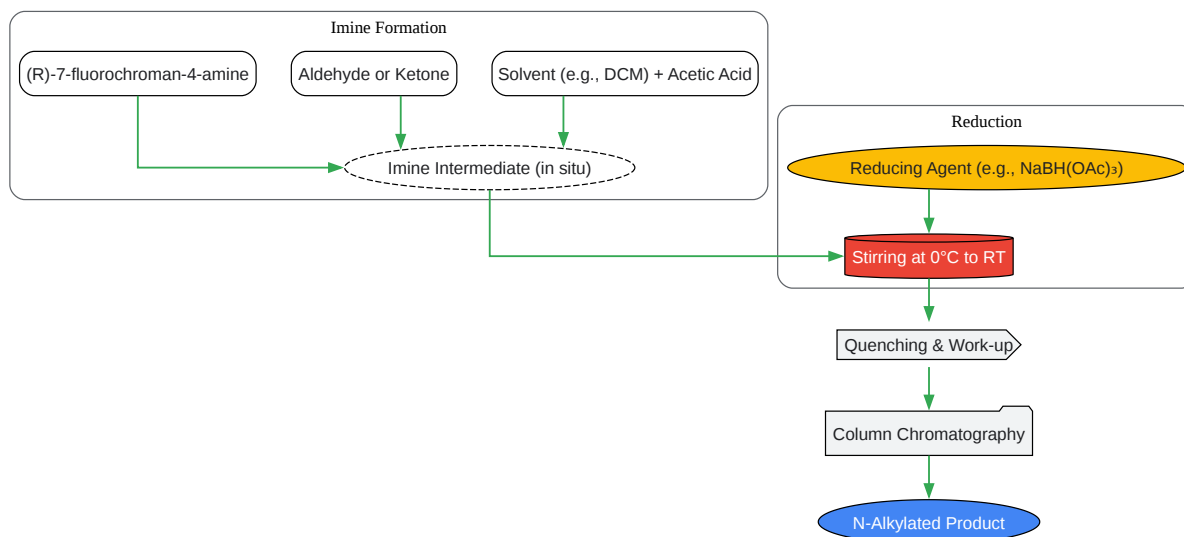 Imine Formation
(R)-7-fluorochroman-4-amine
Aldehyde or Ketone
Solvent (e.g., DCM) + Acetic Acid
Imine Intermediate (in situ)
Reduction
Reducing Agent (e.g., NaBH(OAc)₃)
Stirring at 0°C to RT
Quenching & Work-up
Column Chromatography
N-Alkylated Product